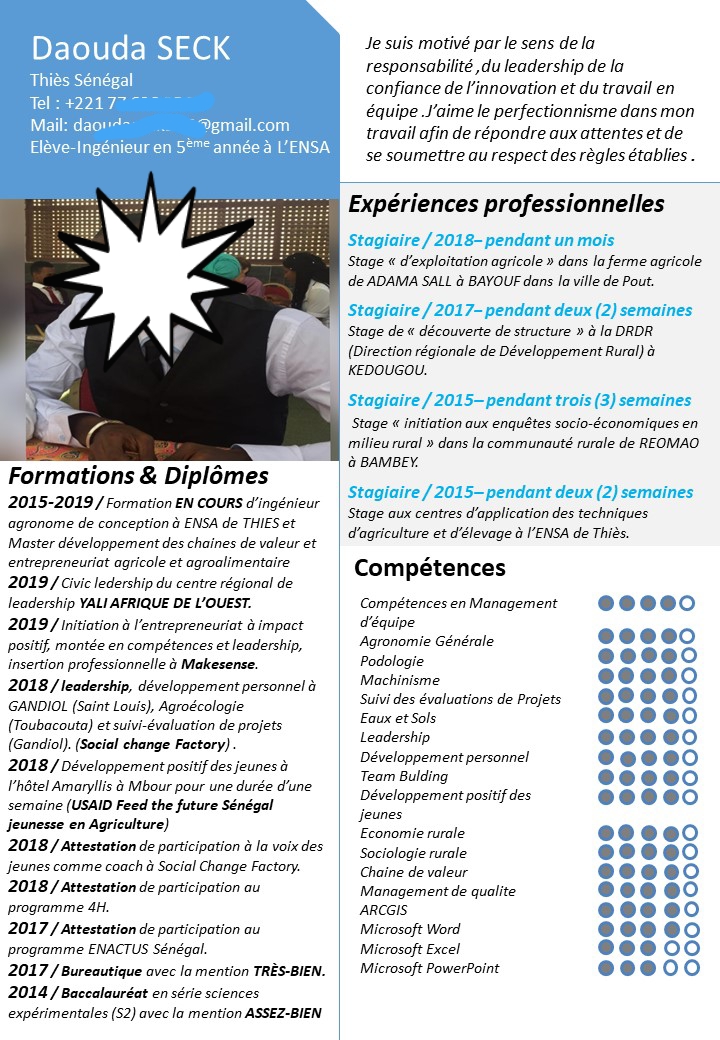 Daouda SECK
Thiès Sénégal
Tel : +221 77
Mail: daouda @gmail.com
Elève-Ingénieur en 5ème année à L’ENSA
Je suis motivé par le sens de la
responsabilité ,du leadership de la
confiance de l’innovation et du travail en
équipe .J’aime le perfectionnisme dans mon
travail afin de répondre aux attentes et de
se soumettre au respect des règles établies .
Formations & Diplômes
2015-2019 / Formation EN COURS d’ingénieur
agronome de conception à ENSA de THIES et
Master développement des chaines de valeur et
entrepreneuriat agricole et agroalimentaire
2019 / Civic ledership du centre régional de
leadership YALI AFRIQUE DE L’OUEST.
2019 / Initiation à l’entrepreneuriat à impact
positif, montée en compétences et leadership,
insertion professionnelle à Makesense.
2018 / leadership, développement personnel à
GANDIOL (Saint Louis), Agroécologie
(Toubacouta) et suivi-évaluation de projets
(Gandiol). (Social change Factory) .
2018 / Développement positif des jeunes à
l’hôtel Amaryllis à Mbour pour une durée d’une
semaine (USAID Feed the future Sénégal
jeunesse en Agriculture)
2018 / Attestation de participation à la voix des
jeunes comme coach à Social Change Factory.
2018 / Attestation de participation au
programme 4H.
2017 / Attestation de participation au
programme ENACTUS Sénégal.
2017 / Bureautique avec la mention TRÈS-BIEN.
2014 / Baccalauréat en série sciences
expérimentales (S2) avec la mention ASSEZ-BIEN
Expériences professionnelles
Stagiaire / 2018– pendant un mois
Stage « d’exploitation agricole » dans la ferme agricole
de ADAMA SALL à BAYOUF dans la ville de Pout.
Stagiaire / 2017– pendant deux (2) semaines
Stage de « découverte de structure » à la DRDR
(Direction régionale de Développement Rural) à
KEDOUGOU.
Stagiaire / 2015– pendant trois (3) semaines
Stage « initiation aux enquêtes socio-économiques en
milieu rural » dans la communauté rurale de REOMAO
à BAMBEY.
Stagiaire / 2015– pendant deux (2) semaines
Stage aux centres d’application des techniques
d’agriculture et d’élevage à l’ENSA de Thiès.
Compétences
Compétences en Management
d’équipe
Agronomie Générale
Podologie
Machinisme
Suivi des évaluations de Projets
Eaux et Sols
Leadership
Développement personnel
Team Bulding
Développement positif des
jeunes
Economie rurale
Sociologie rurale
Chaine de valeur
Management de qualite
ARCGIS
Microsoft Word
Microsoft Excel
Microsoft PowerPoint